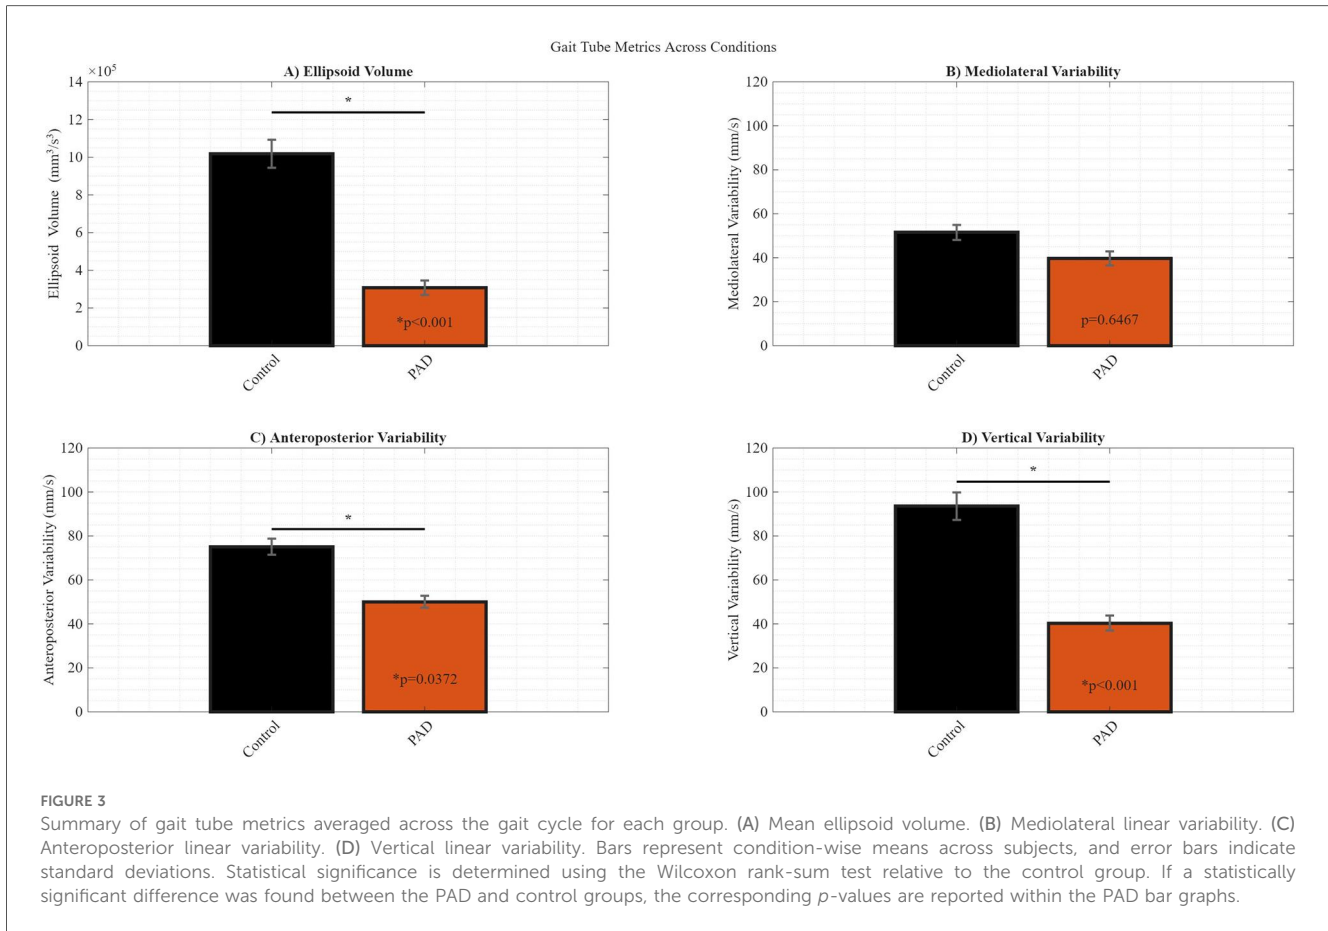 Gait Tube Metrics Across Conditions
A) Ellipsoid Volume
×10⁵
14
12
10
8
6
4
2
0
Ellipsoid Volume (mm³/s³)
*
*p<0.001
Control
PAD
B) Mediolateral Variability
120
100
80
60
40
20
0
Mediolateral Variability (mm/s)
p=0.6467
Control
PAD
C) Anteroposterior Variability
120
100
80
60
40
20
0
Anteroposterior Variability (mm/s)
*
*p=0.0372
Control
PAD
D) Vertical Variability
120
100
80
60
40
20
0
Vertical Variability (mm/s)
*
*p<0.001
Control
PAD
FIGURE 3
Summary of gait tube metrics averaged across the gait cycle for each group. (A) Mean ellipsoid volume. (B) Mediolateral linear variability. (C)
Anteroposterior linear variability. (D) Vertical linear variability. Bars represent condition-wise means across subjects, and error bars indicate
standard deviations. Statistical significance is determined using the Wilcoxon rank-sum test relative to the control group. If a statistically
significant difference was found between the PAD and control groups, the corresponding p-values are reported within the PAD bar graphs.